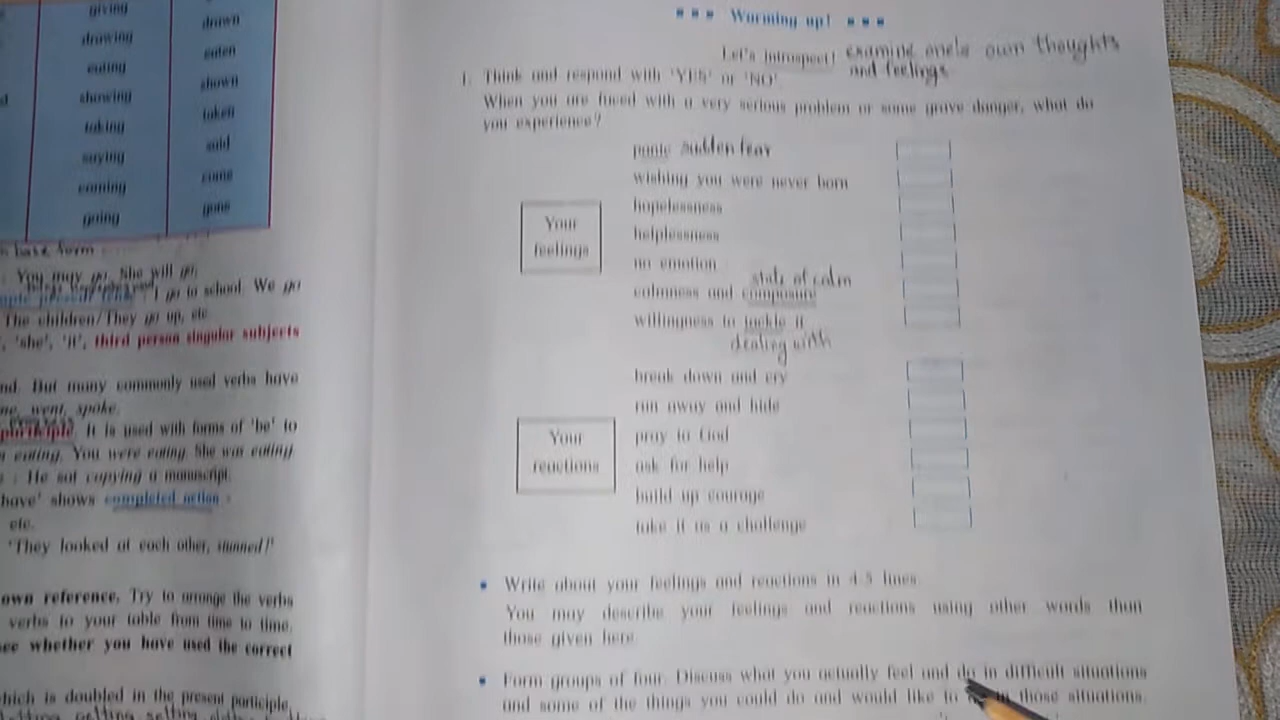 giving drawn
drawing eaten
eating shown
showing taken
taking said
saying come
coming gone
going
base form
You may go. She will go.
: I go to school. We go
The children/They go up, etc
'she', 'it', third person singular subjects
But many commonly used verbs have
went, spoke.
participle. It is used with forms of 'be' to
eating. You were eating. She was eating
: He sat copying a manuscript.
have' shows completed action
etc.
'They looked at each other, stunned!'
own reference. Try to arrange the verbs
verbs to your table from time to time.
see whether you have used the correct
which is doubled in the present participle,
Warming up!
Let's introspect! examine one's own thoughts
and feelings
1. Think and respond with 'YES' or 'NO'
When you are faced with a very serious problem or some grave danger, what do
you experience?
panic sudden fear
wishing you were never born
hopelessness
Your
feelings
helplessness
no emotion
state of calm
calmness and composure
willingness to tackle it
dealing with
break down and cry
run away and hide
Your
reactions
pray to God
ask for help
build up courage
take it as a challenge
• Write about your feelings and reactions in 4-5 lines.
You may describe your feelings and reactions using other words than
those given here.
• Form groups of four. Discuss what you actually feel and do in difficult situations
and some of the things you could do and would like to those situations.